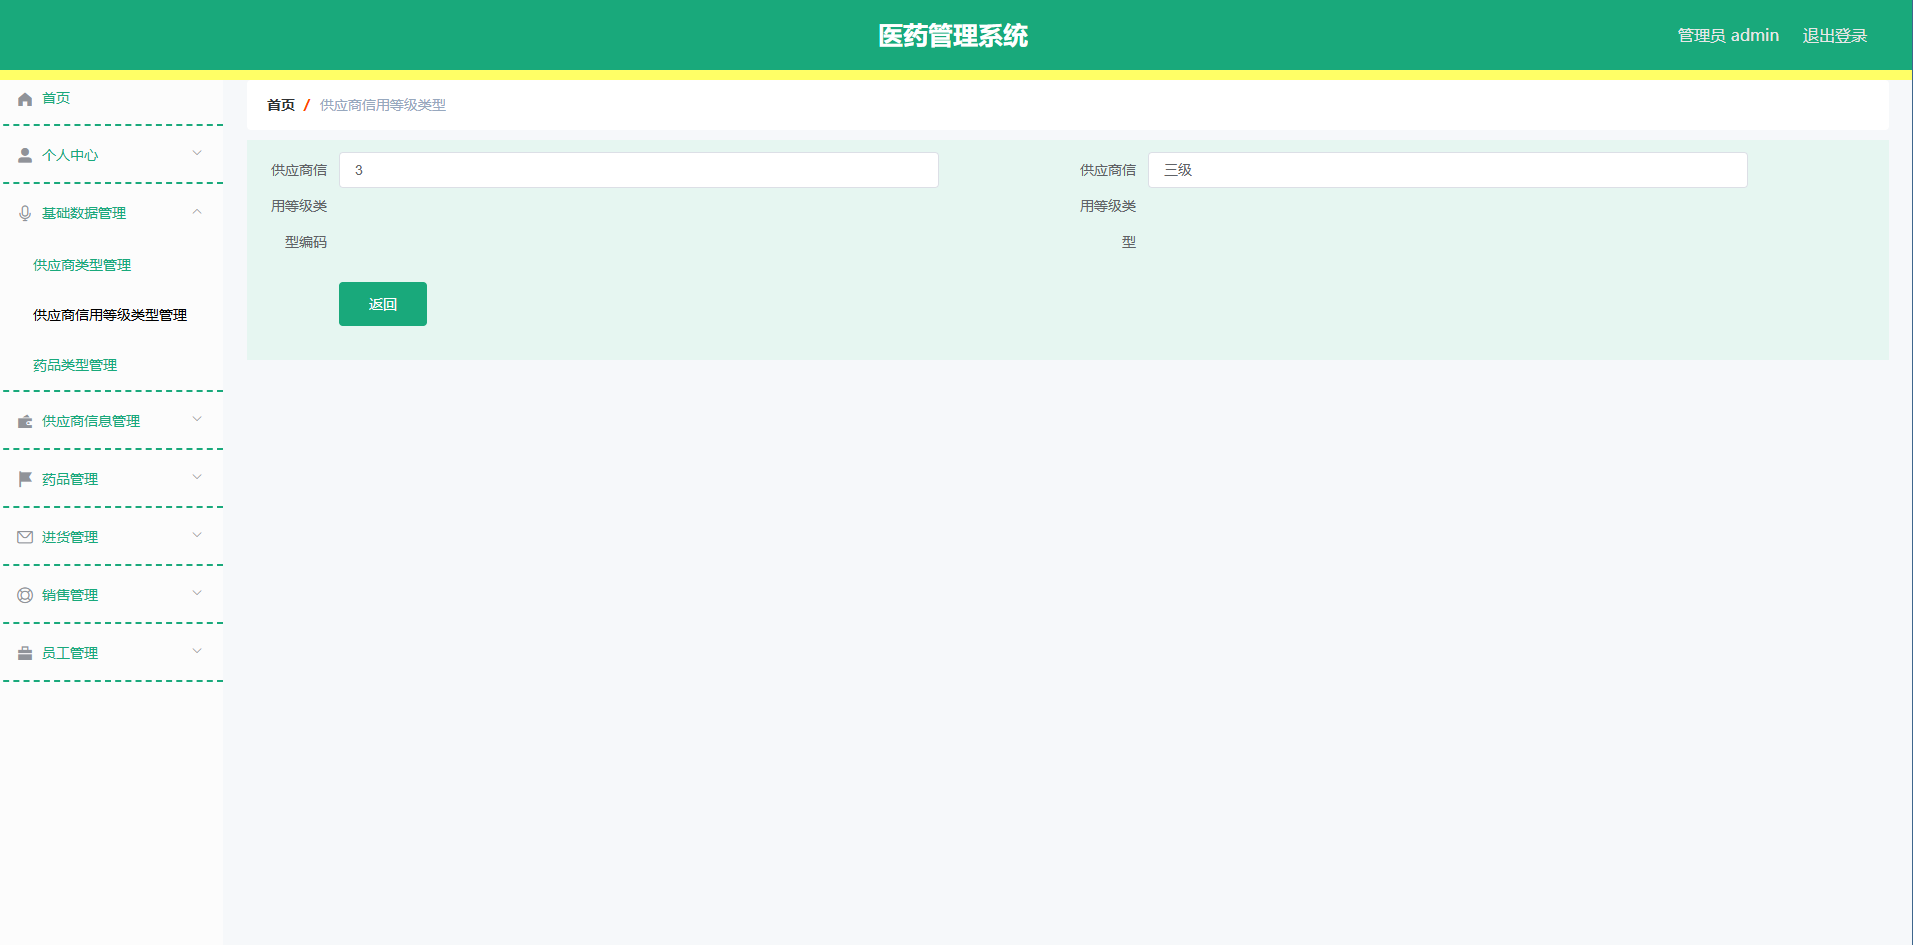 医药管理系统
管理员 admin
退出登录
首页
个人中心
基础数据管理
供应商类型管理
供应商信用等级类型管理
药品类型管理
供应商信息管理
药品管理
进货管理
销售管理
员工管理
首页 / 供应商信用等级类型
供应商信
用等级类
型编码
3
供应商信
用等级类
型
三级
返回